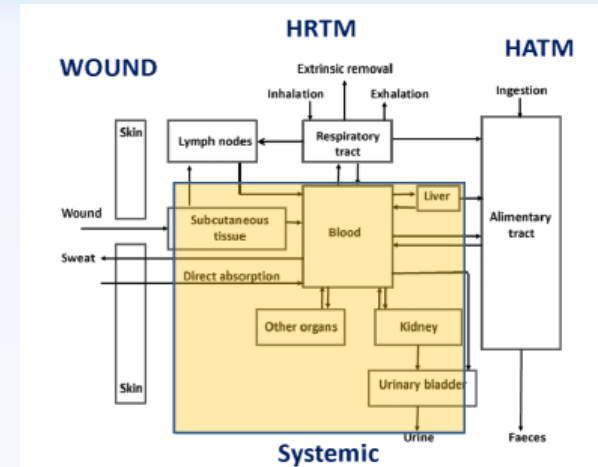 HRTM
HATM
WOUND
Extrinsic removal
Inhalation
Exhalation
Ingestion
Skin
Lymph nodes
Respiratory
tract
Liver
Wound
Subcutaneous
tissue
Blood
Alimentary
tract
Sweat
Direct absorption
Other organs
Kidney
Skin
Urinary bladder
Urine
Faeces
Systemic